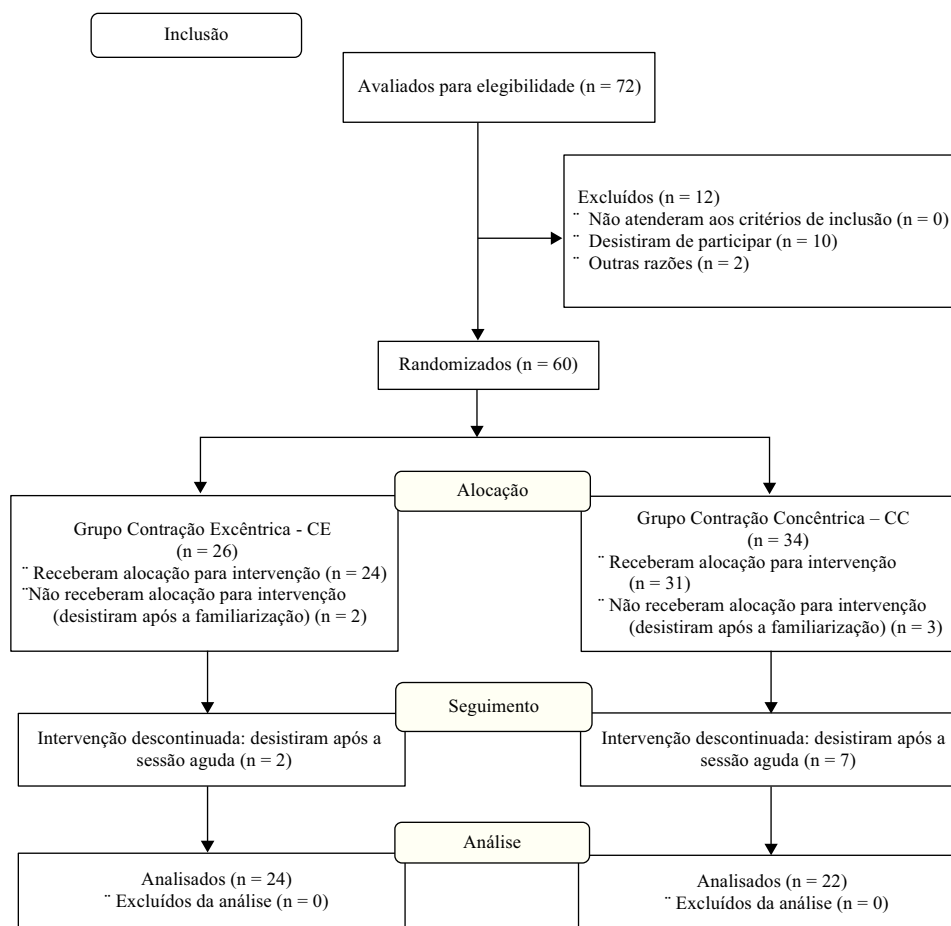 Inclusão
Avaliados para elegibilidade (n = 72)
Excluídos (n = 12)
¨ Não atenderam aos critérios de inclusão (n = 0)
¨ Desistiram de participar (n = 10)
¨ Outras razões (n = 2)
Randomizados (n = 60)
Alocação
Grupo Contração Excêntrica - CE
(n = 26)
¨ Receberam alocação para intervenção (n = 24)
¨Não receberam alocação para intervenção
(desistiram após a familiarização) (n = 2)
Grupo Contração Concêntrica – CC
(n = 34)
¨ Receberam alocação para intervenção
(n = 31)
¨ Não receberam alocação para intervenção
(desistiram após a familiarização) (n = 3)
Seguimento
Intervenção descontinuada: desistiram após a
sessão aguda (n = 2)
Intervenção descontinuada: desistiram após a
sessão aguda (n = 7)
Análise
Analisados (n = 24)
¨ Excluídos da análise (n = 0)
Analisados (n = 22)
¨ Excluídos da análise (n = 0)